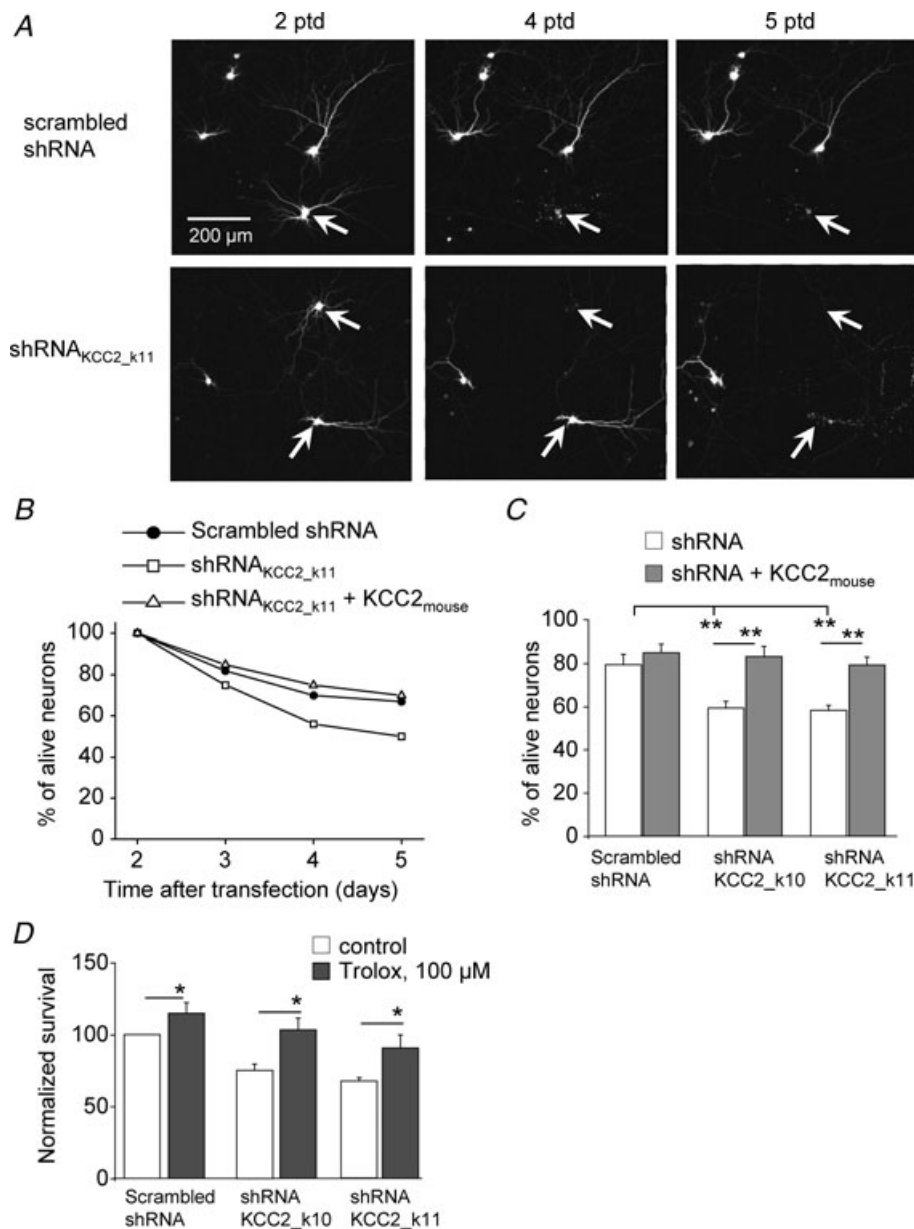 A
2 ptd 4 ptd 5 ptd
scrambled
shRNA
200 µm
shRNAKCC2_k11
B
Scrambled shRNA
shRNAKCC2_k11
shRNAKCC2_k11 + KCC2mouse
% of alive neurons
100
80
60
40
20
0
2 3 4 5
Time after transfection (days)
C
shRNA
shRNA + KCC2mouse
** ** ** **
% of alive neurons
100
80
60
40
20
0
Scrambled
shRNA
shRNA
KCC2_k10
shRNA
KCC2_k11
D
control
Trolox, 100 µM
* * *
Normalized survival
150
100
50
0
Scrambled
shRNA
shRNA
KCC2_k10
shRNA
KCC2_k11